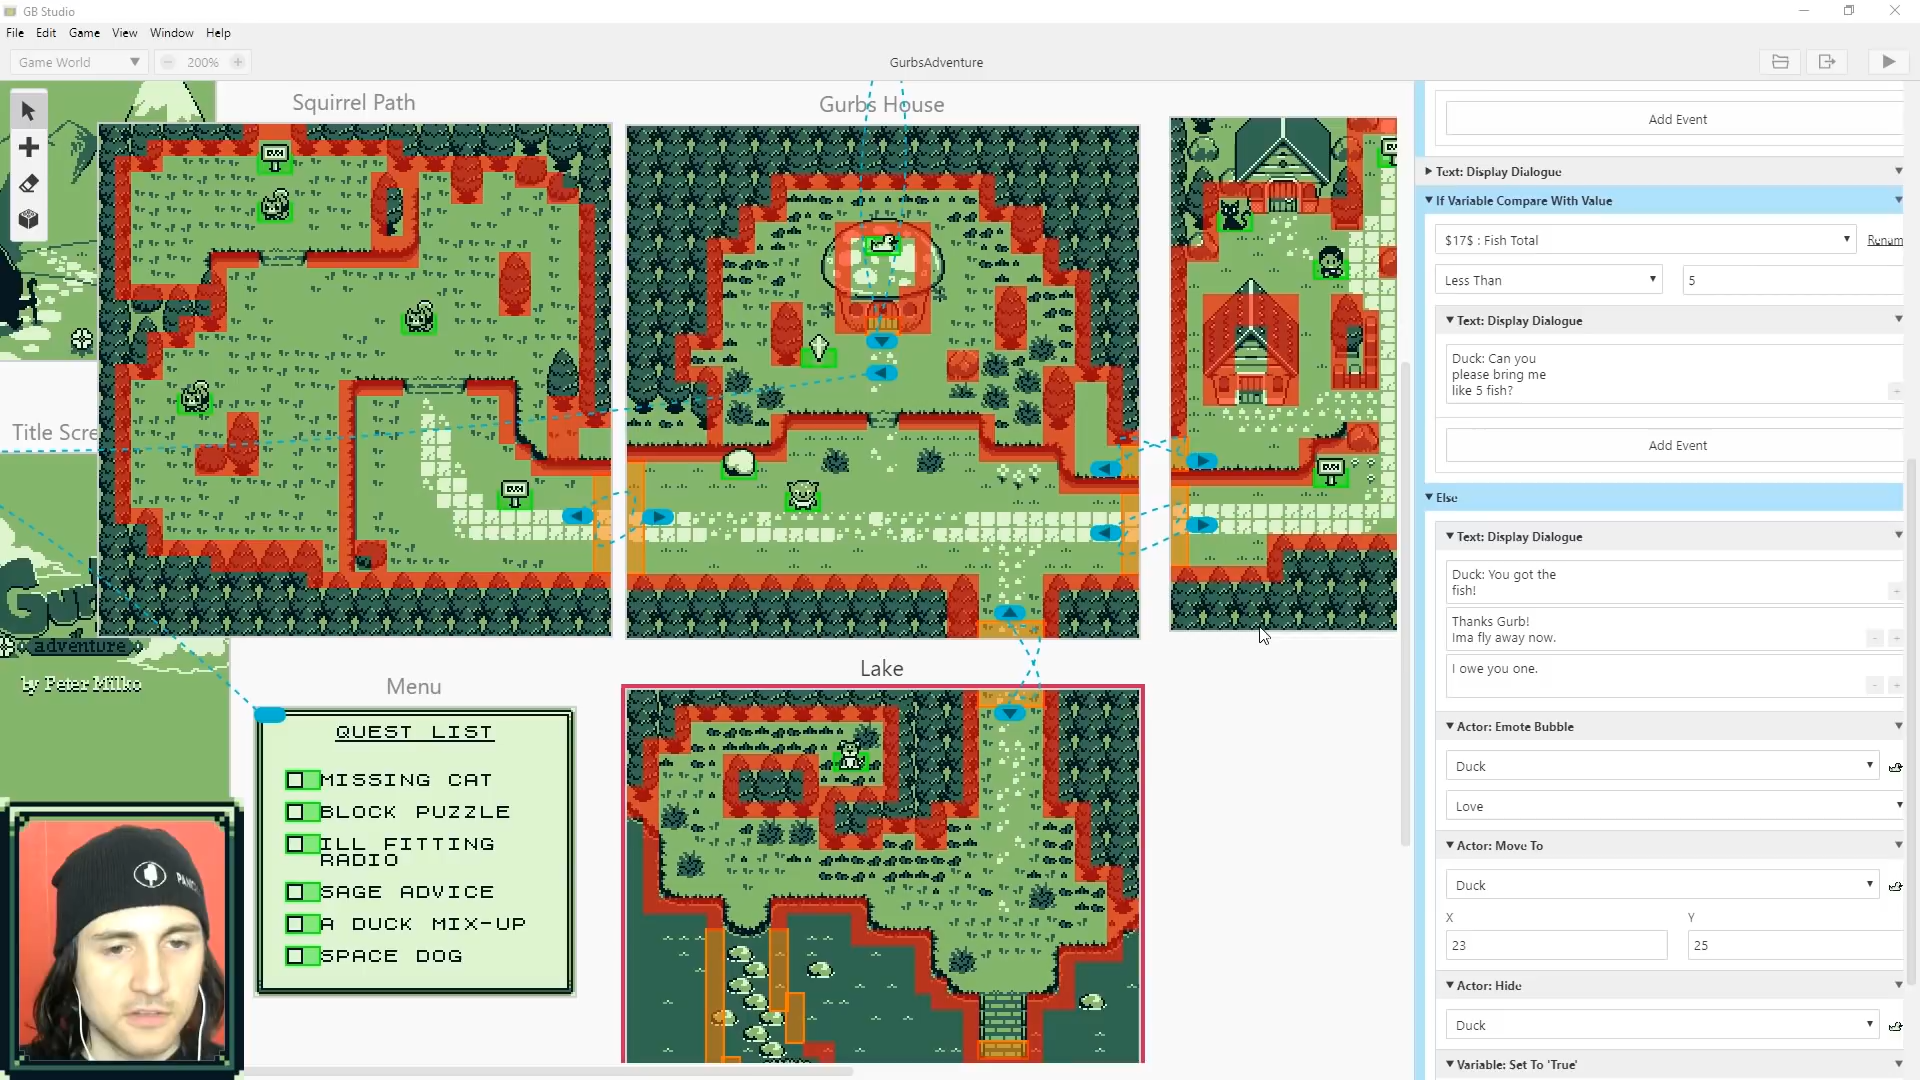 GB Studio
File Edit Game View Window Help
Game World
200%
GurbsAdventure
Squirrel Path
Gurbs House
Title Scre
adventure
by Peter Milko
Menu
QUEST LIST
MISSING CAT
BLOCK PUZZLE
ILL FITTING
RADIO
SAGE ADVICE
A DUCK MIX-UP
SPACE DOG
Lake
Add Event
Text: Display Dialogue
If Variable Compare With Value
$17$ : Fish Total
Renam
Less Than
5
Text: Display Dialogue
Duck: Can you
please bring me
like 5 fish?
Add Event
Else
Text: Display Dialogue
Duck: You got the
fish!
Thanks Gurb!
Ima fly away now.
I owe you one.
Actor: Emote Bubble
Duck
Love
Actor: Move To
Duck
X Y
23 25
Actor: Hide
Duck
Variable: Set To 'True'